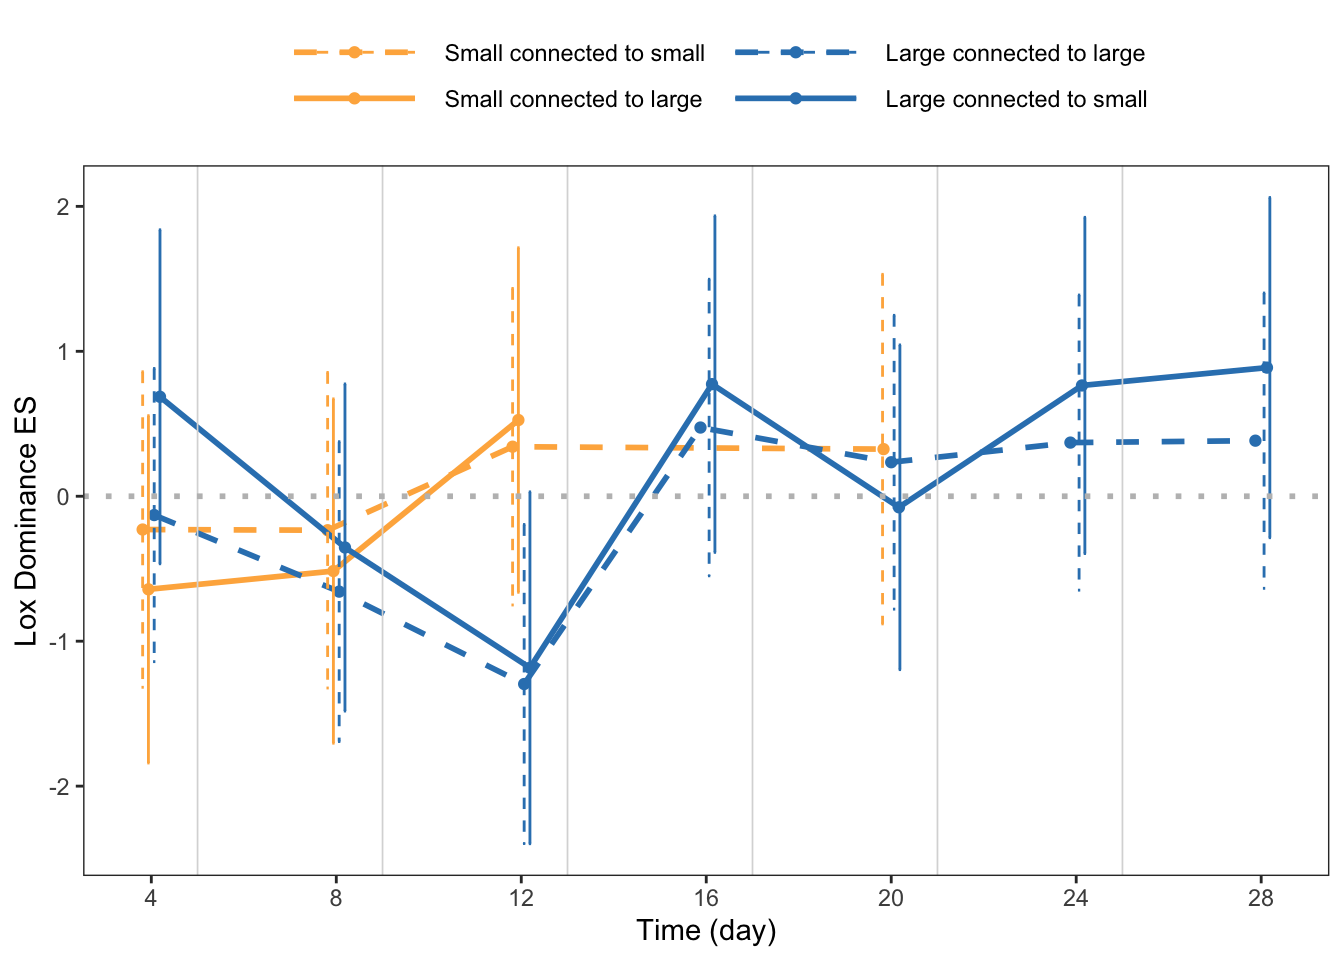 Small connected to small
Large connected to large
Small connected to large
Large connected to small
Lox Dominance ES
2
1
0
-1
-2
4 8 12 16 20 24 28
Time (day)